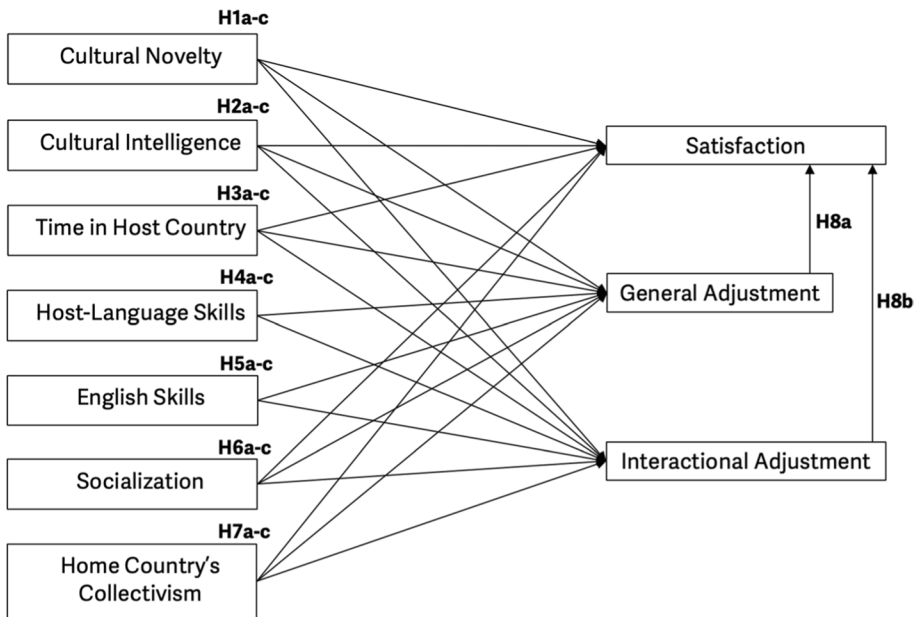 H1a-c
Cultural Novelty
H2a-c
Cultural Intelligence
H3a-c
Time in Host Country
H4a-c
Host-Language Skills
H5a-c
English Skills
H6a-c
Socialization
H7a-c
Home Country's
Collectivism
Satisfaction
H8a
General Adjustment
H8b
Interactional Adjustment